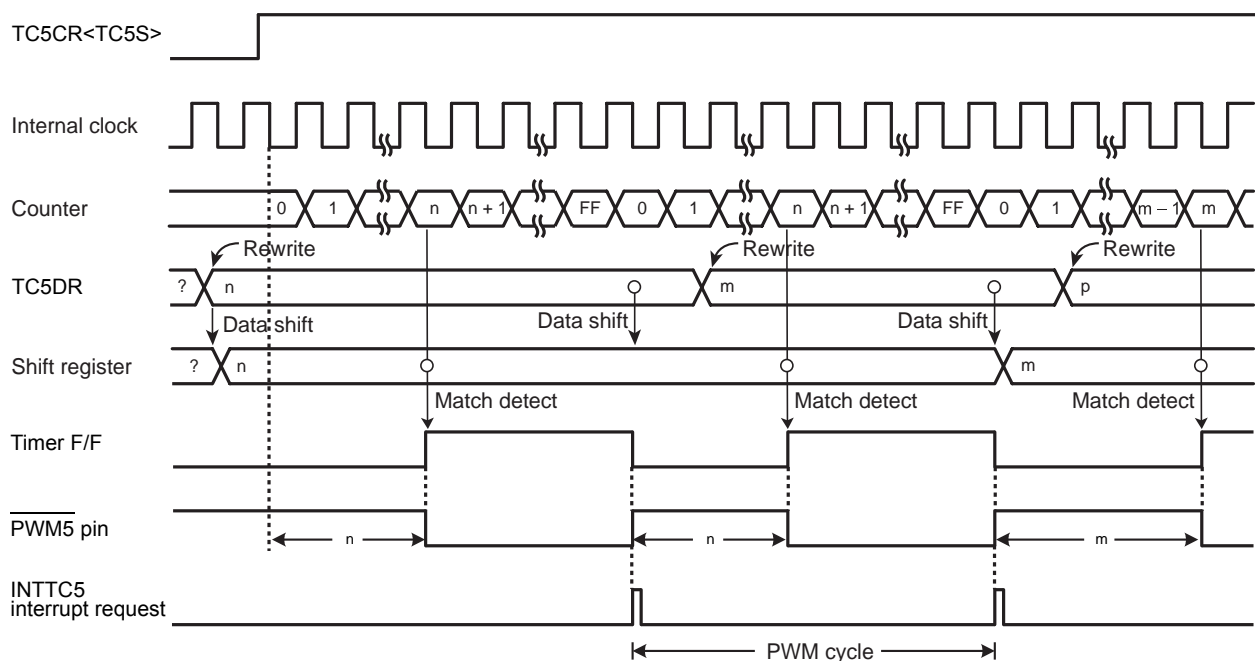 TC5CR<TC5S>
Internal clock
Counter
0 1 n n + 1 FF 0 1 n n + 1 FF 0 1 m – 1 m
Rewrite Rewrite Rewrite
TC5DR
? n m p
Data shift Data shift Data shift
Shift register
? n m
Match detect Match detect Match detect
Timer F/F
PWM5 pin
n n m
INTTC5
interrupt request
PWM cycle